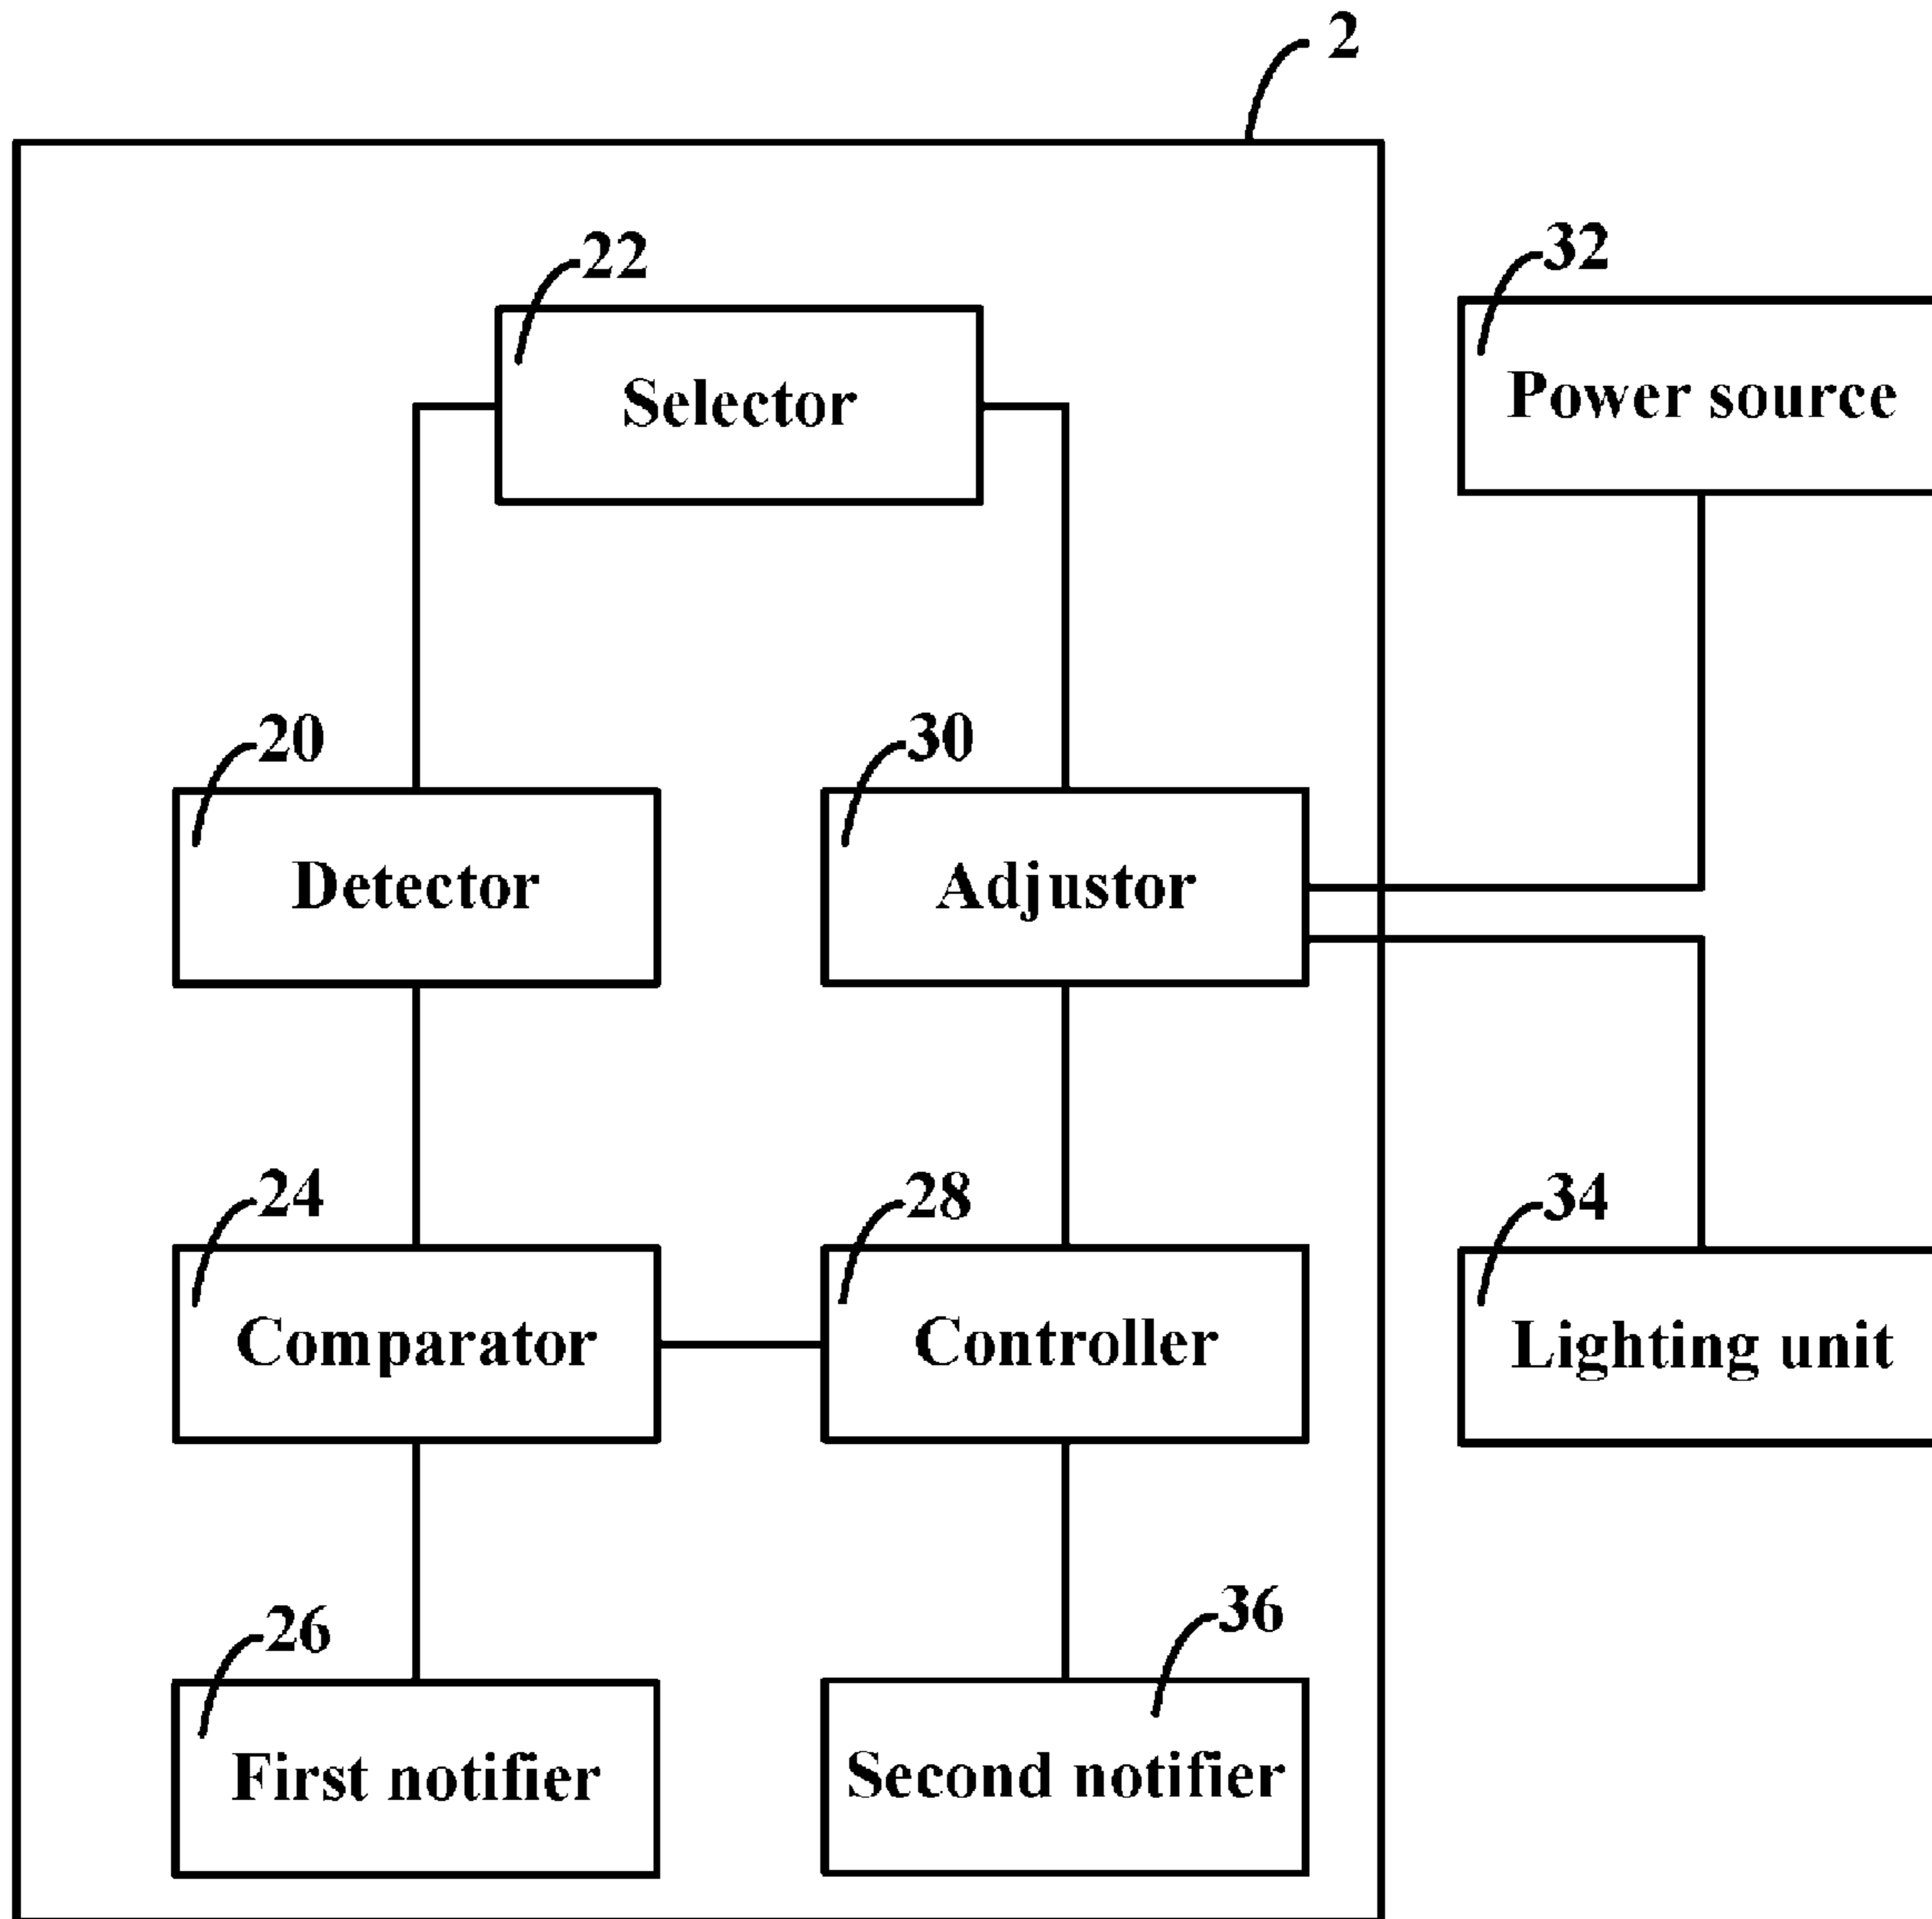 2
22
Selector
32
Power source
20
Detector
30
Adjustor
24
Comparator
28
Controller
34
Lighting unit
26
First notifier
36
Second notifier